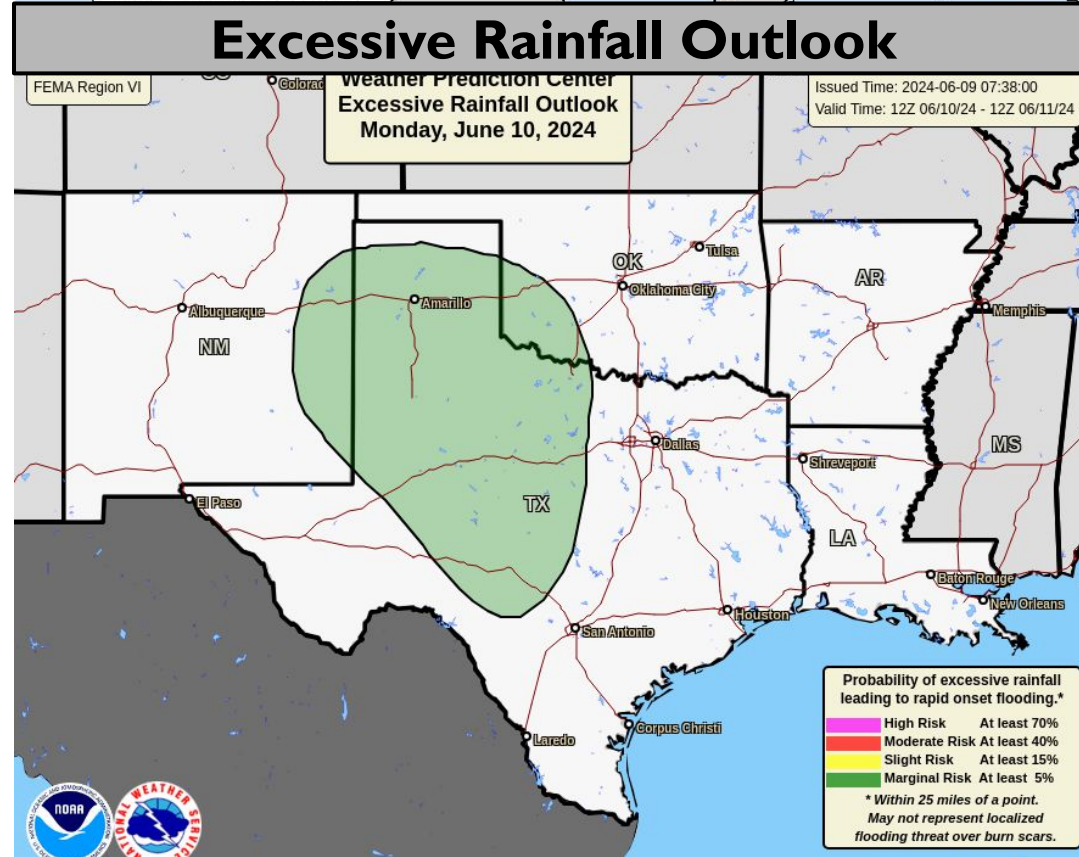 Excessive Rainfall Outlook
FEMA Region VI
Weather Prediction Center
Excessive Rainfall Outlook
Monday, June 10, 2024
Issued Time: 2024-06-09 07:38:00
Valid Time: 12Z 06/10/24 - 12Z 06/11/24
Colorad
Tulsa
OK
Oklahoma City
AR
Albuquerque
Amarillo
Memphis
NM
Dallas
MS
Shreveport
El Paso
TX
LA
Baton Rouge
New Orleans
Houston
San Antonio
Corpus Christi
Laredo
Probability of excessive rainfall
leading to rapid onset flooding.*
High Risk At least 70%
Moderate Risk At least 40%
Slight Risk At least 15%
Marginal Risk At least 5%
* Within 25 miles of a point.
May not represent localized
flooding threat over burn scars.
NOAA
NATIONAL WEATHER SERVICE